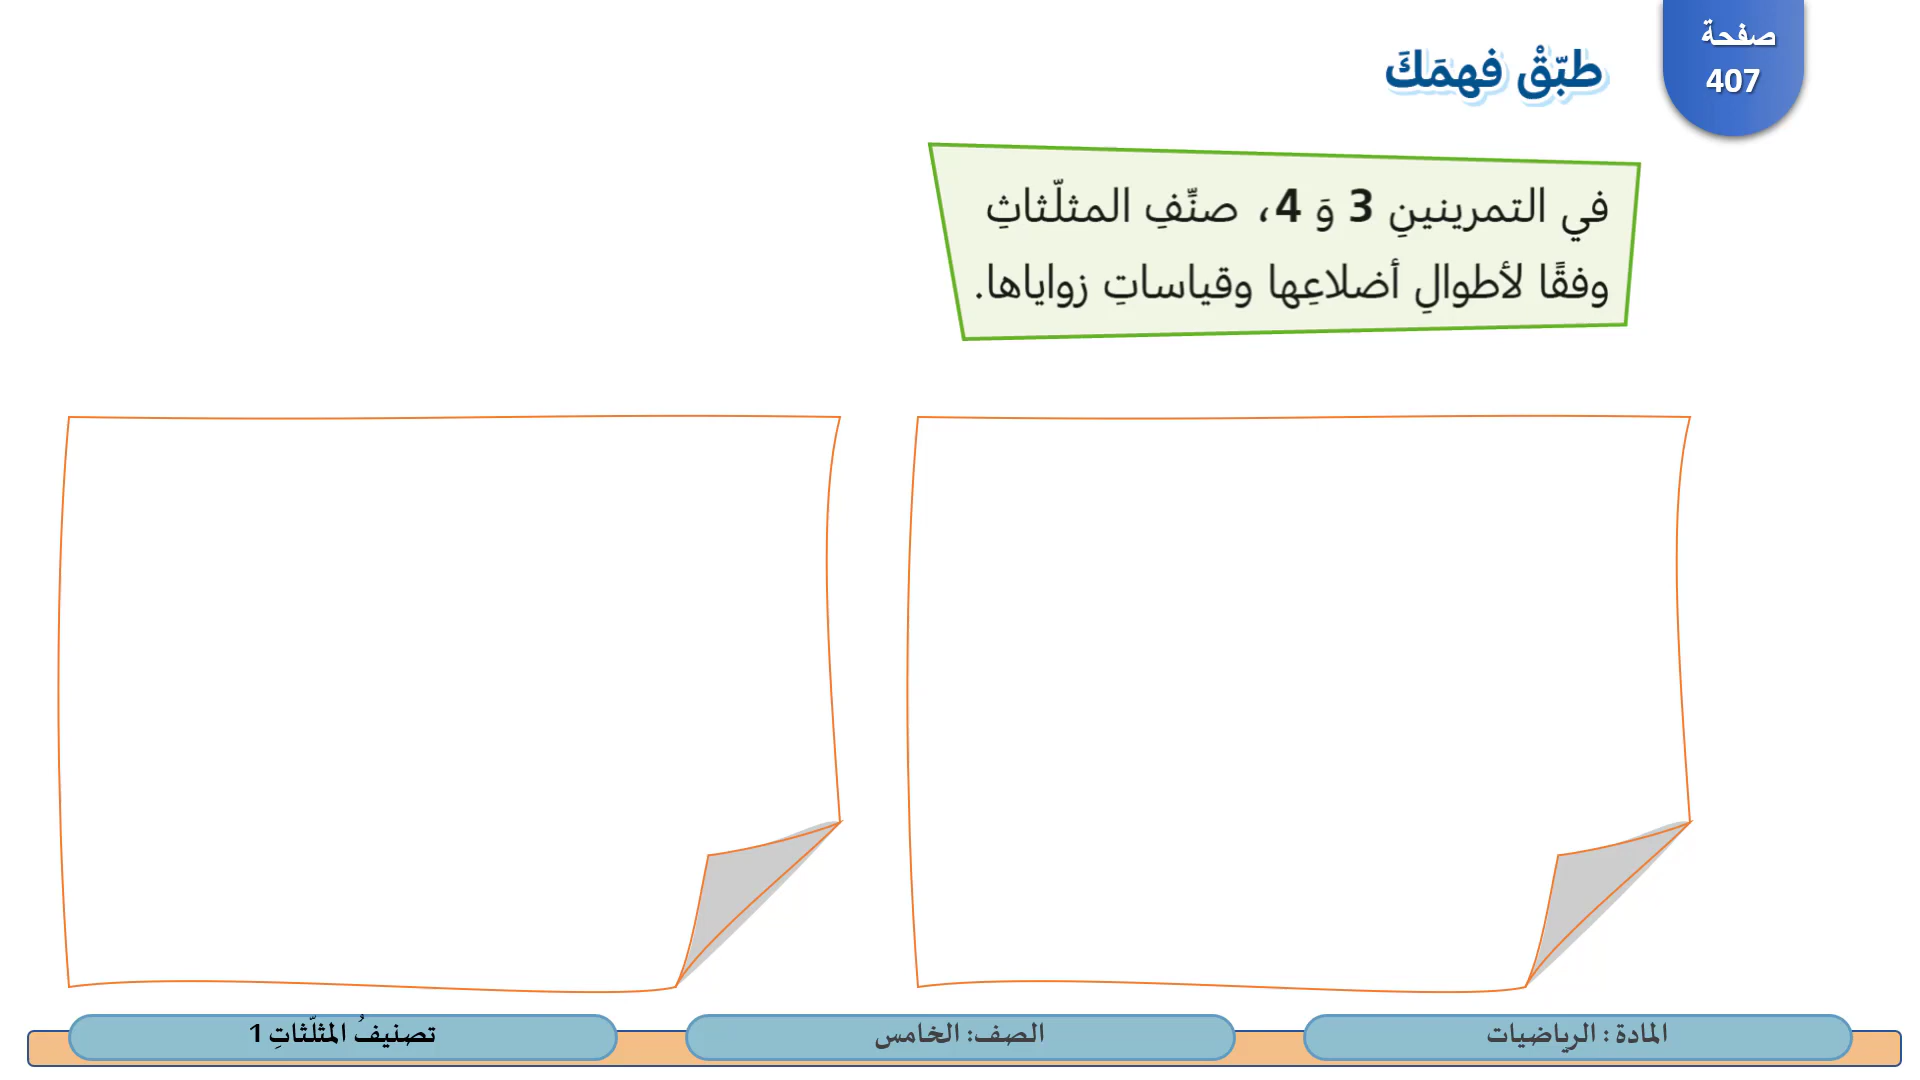 صفحة
407
طبّقْ فهمَكَ
في التمرينينِ 3 وَ 4، صنِّفِ المثلّثاثِ
وفقًا لأطوالِ أضلاعِها وقياساتِ زواياها.
المادة : الرياضيات
الصف: الخامس
تصنيفُ المثلّثاتِ 1